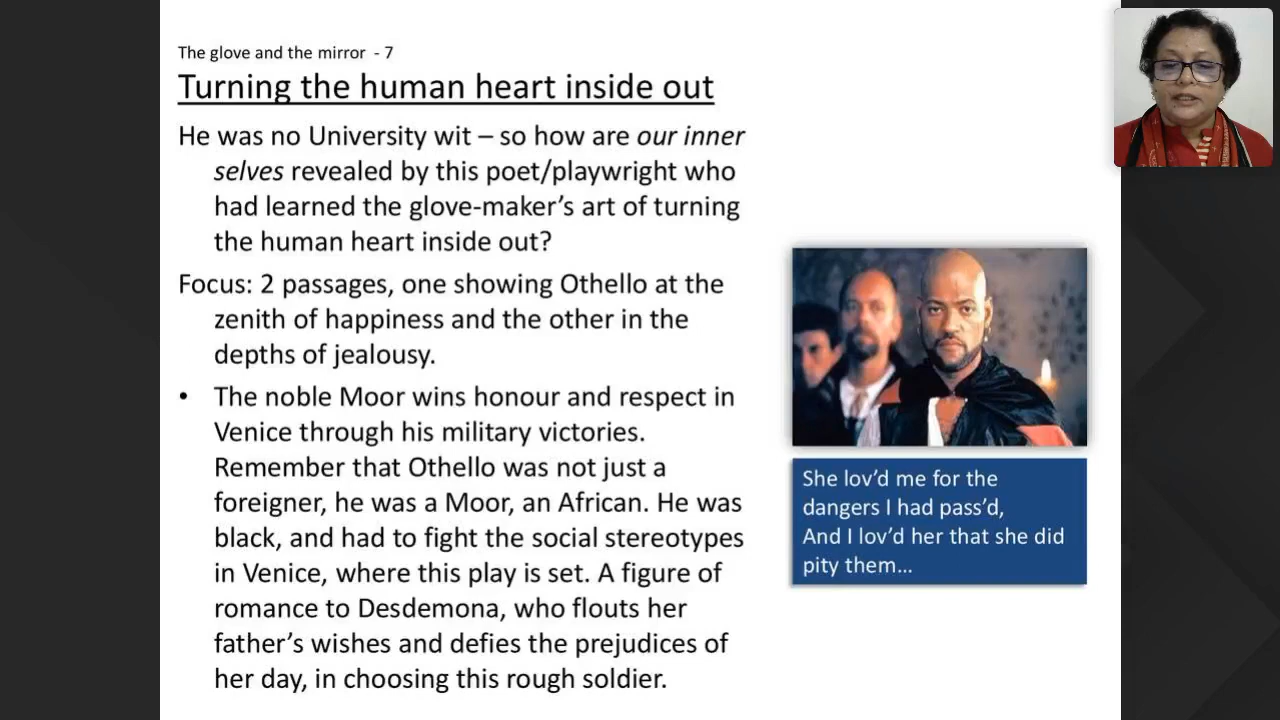 The glove and the mirror - 7
Turning the human heart inside out
He was no University wit – so how are our inner
selves revealed by this poet/playwright who
had learned the glove-maker’s art of turning
the human heart inside out?
Focus: 2 passages, one showing Othello at the
zenith of happiness and the other in the
depths of jealousy.
• The noble Moor wins honour and respect in
Venice through his military victories.
Remember that Othello was not just a
foreigner, he was a Moor, an African. He was
black, and had to fight the social stereotypes
in Venice, where this play is set. A figure of
romance to Desdemona, who flouts her
father’s wishes and defies the prejudices of
her day, in choosing this rough soldier.
She lov’d me for the
dangers I had pass’d,
And I lov’d her that she did
pity them…